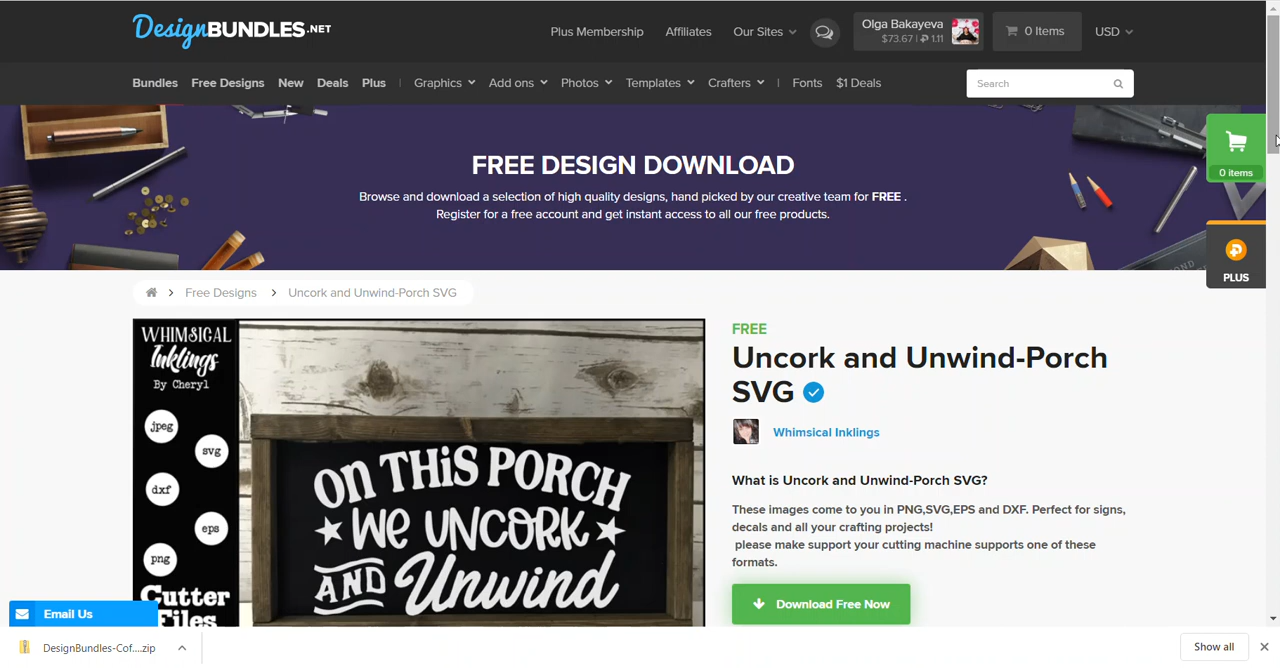 DesignBUNDLES.NET
Plus Membership Affiliates Our Sites
Olga Bakayeva
$73.67 | 1.11
0 Items
USD
Bundles Free Designs New Deals Plus | Graphics Add ons Photos Templates Crafters | Fonts $1 Deals
Search
FREE DESIGN DOWNLOAD
Browse and download a selection of high quality designs, hand picked by our creative team for FREE .
Register for a free account and get instant access to all our free products.
0 items
PLUS
Free Designs Uncork and Unwind-Porch SVG
WHIMSICAL
Inklings
By Cheryl
jpeg
svg
dxf
eps
png
Cutter
Files
on THiS PORCH
We UNCORK
AND Unwind
FREE
Uncork and Unwind-Porch
SVG
Whimsical Inklings
What is Uncork and Unwind-Porch SVG?
These images come to you in PNG,SVG,EPS and DXF. Perfect for signs,
decals and all your crafting projects!
please make support your cutting machine supports one of these
formats.
Download Free Now
Email Us
DesignBundles-Cof....zip
Show all